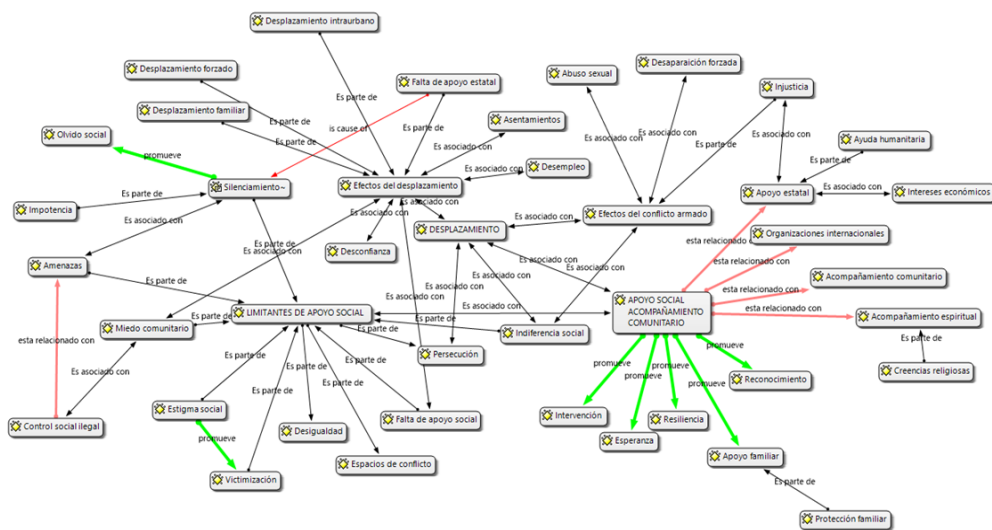 Desplazamiento intraurbano
Desplazamiento forzado
Falta de apoyo estatal
Abuso sexual
Desaparaición forzada
Injusticia
Desplazamiento familiar
Es parte de
Es parte de
Es parte de
Es parte de
is cause of
Asentamientos
Es asociado con
Es asociado con
Es asociado con
Es asociado con
Es asociado con
Ayuda humanitaria
Es parte de
Olvido social
promueve
Es asociado con
Desempleo
Silenciamiento~
Efectos del desplazamiento
Apoyo estatal
Es asociado con
Intereses económicos
Es parte de
Impotencia
Es asociado con
Es asociado con
Es asociado con
Efectos del conflicto armado
DESPLAZAMIENTO
Es asociado con
esta relacionado con
Organizaciones internacionales
Es parte de
Es asociado con
Desconfianza
Es asociado con
esta relacionado con
Amenazas
Es parte de
Es asociado con
Es asociado con
Es asociado con
Es asociado con
esta relacionado con
Acompañamiento comunitario
LIMITANTES DE APOYO SOCIAL
Es asociado con
APOYO SOCIAL
ACOMPAÑAMIENTO
COMUNITARIO
esta relacionado con
Acompañamiento espiritual
Miedo comunitario
Es parte de
Es parte de
Es parte de
Indiferencia social
esta relacionado con
Es parte de
Persecución
promueve
Es parte de
Creencias religiosas
Es asociado con
Es parte de
Es parte de
promueve
promueve
promueve
Reconocimiento
Es parte de
promueve
Estigma social
Falta de apoyo social
Intervención
Resiliencia
Control social ilegal
Desigualdad
promueve
Esperanza
Espacios de conflicto
Apoyo familiar
Victimización
Es parte de
Protección familiar